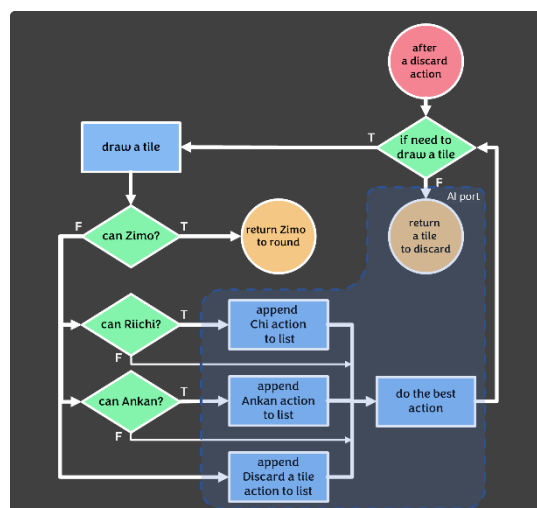 after
a discard
action
T
if need to
draw a tile
draw a tile
F
AI port
F
can Zimo?
T
return Zimo
to round
return
a tile
to discard
can Riichi?
T
append
Chi action
to list
F
can Ankan?
T
append
Ankan action
to list
do the best
action
F
append
Discard a tile
action to list